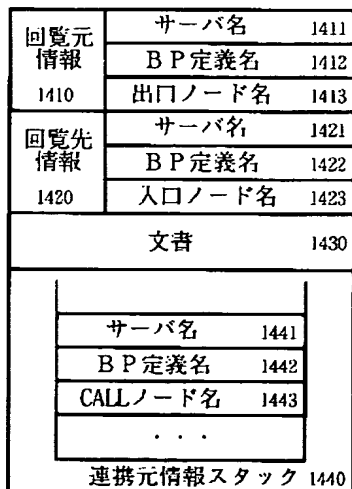 回覧元情報 1410
サーバ名 1411
BP定義名 1412
出口ノード名 1413
回覧先情報 1420
サーバ名 1421
BP定義名 1422
入口ノード名 1423
文書 1430
サーバ名 1441
BP定義名 1442
CALLノード名 1443
・・・
連携元情報スタック 1440